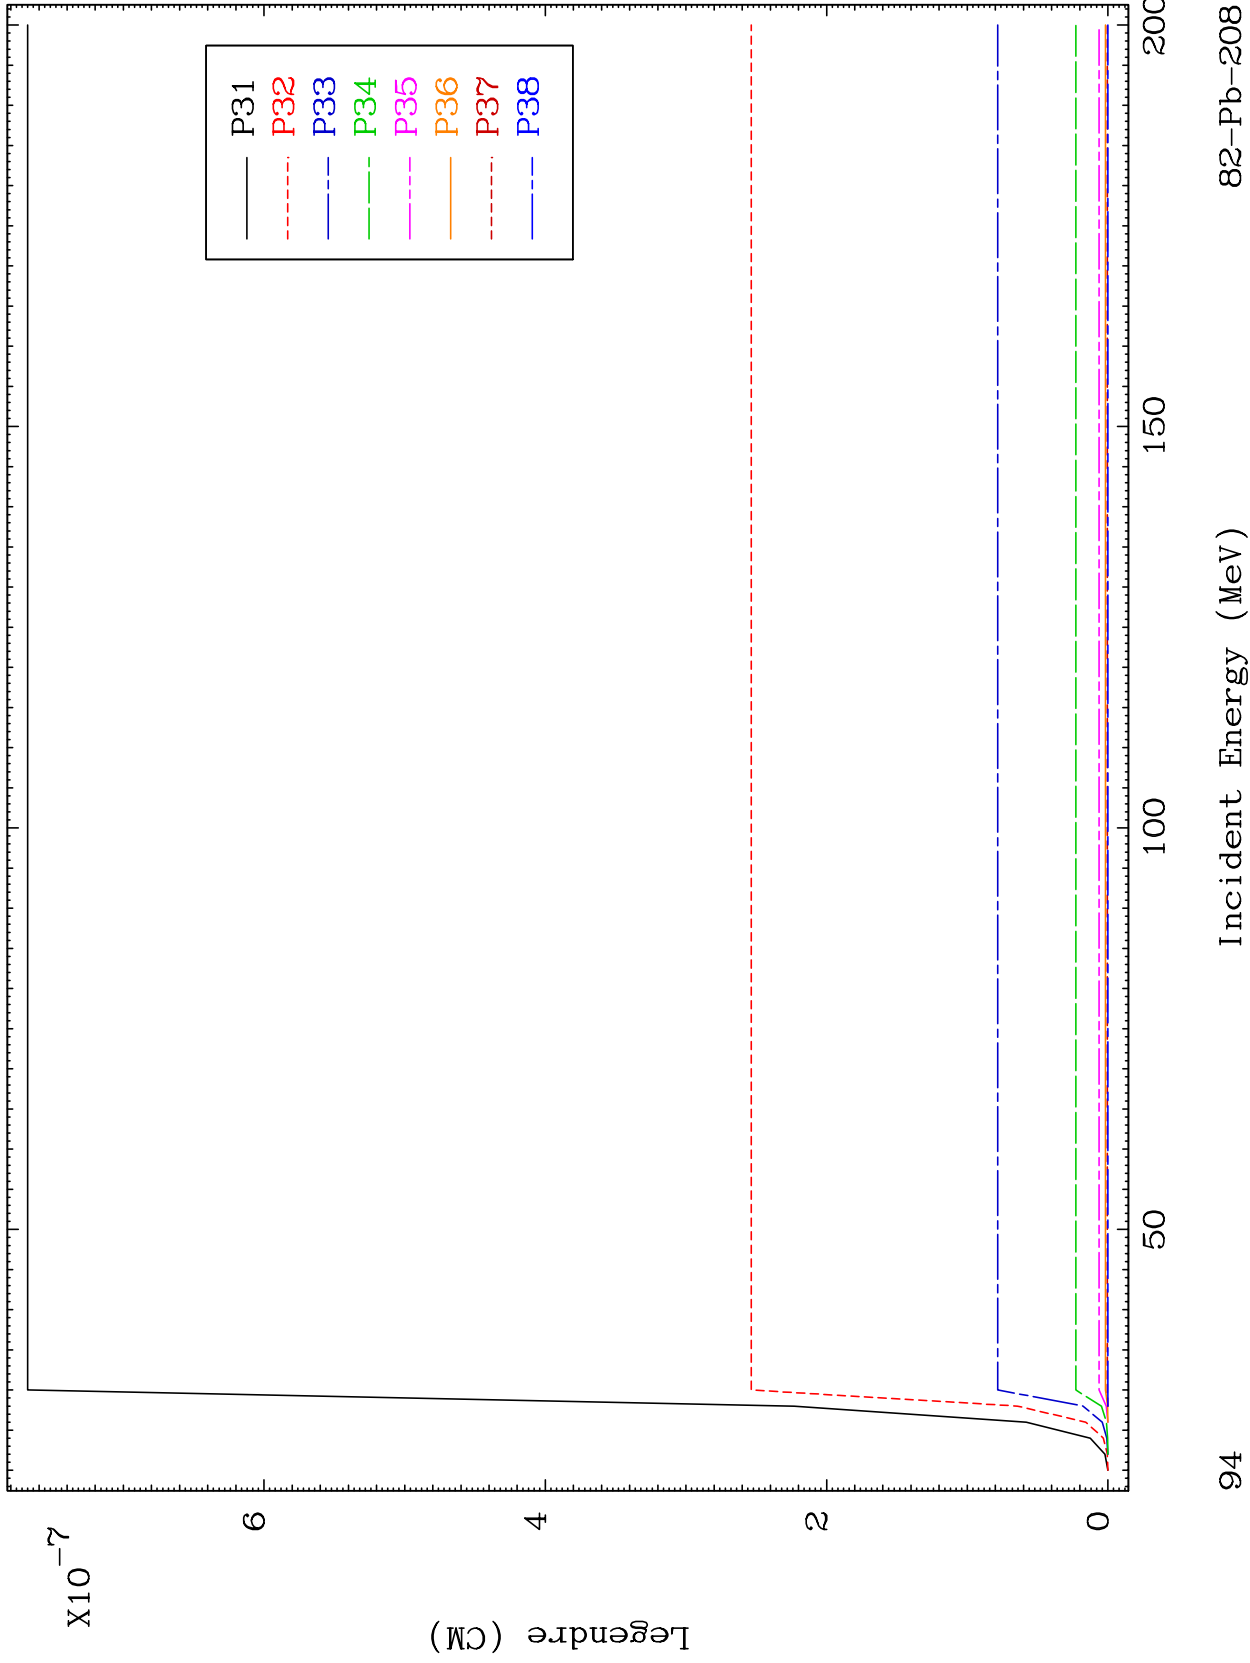 X10-7
6
4
2
0
Legendre (CM)
P31
P32
P33
P34
P35
P36
P37
P38
50
100
150
200
Incident Energy (MeV)
94
82-Pb-208